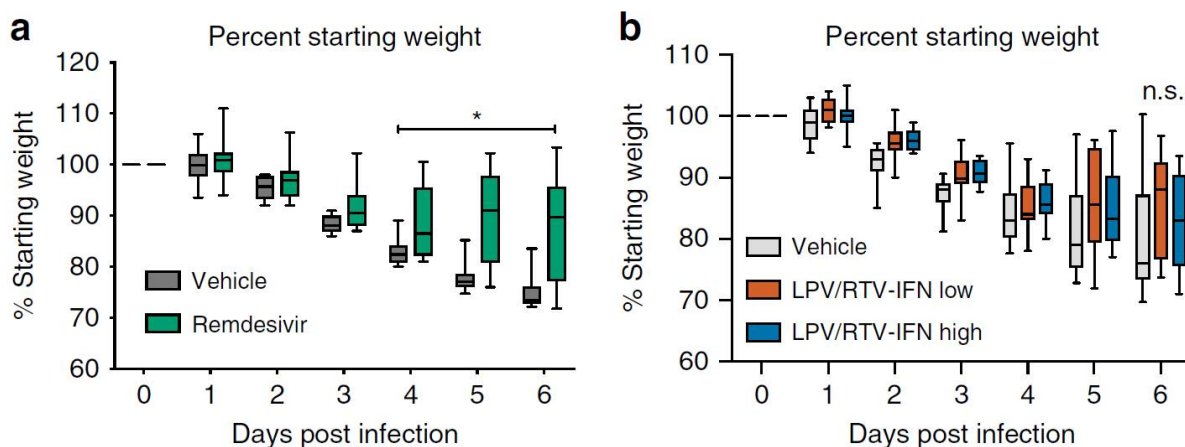 a
Percent starting weight
% Starting weight
120
110
100
90
80
70
60
*
Vehicle
Remdesivir
0 1 2 3 4 5 6
Days post infection
b
Percent starting weight
% Starting weight
110
100
90
80
70
60
n.s.
Vehicle
LPV/RTV-IFN low
LPV/RTV-IFN high
0 1 2 3 4 5 6
Days post infection